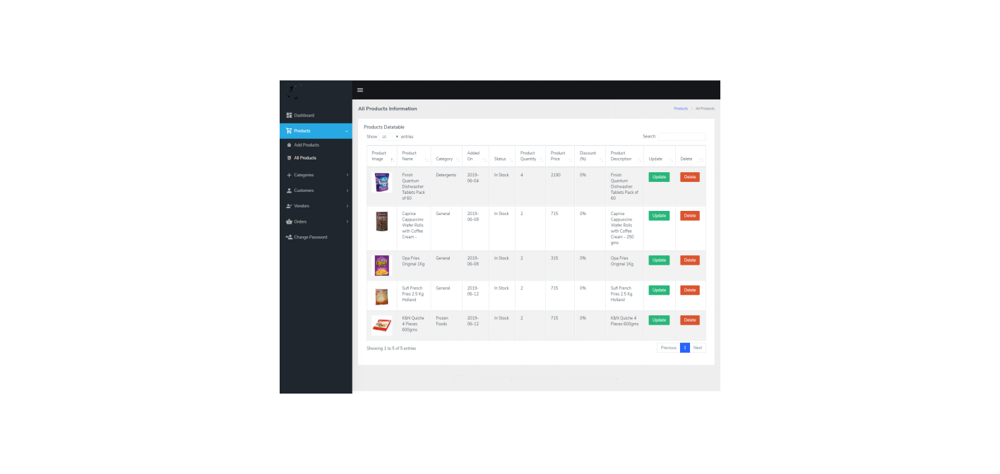 All Products Information
Products / All Products
Dashboard
Products
Add Products
All Products
Categories
Customers
Vendors
Orders
Change Password
Products Datatable
Show 10 entries
Search:
Product Image Product Name Category Added On Status Product Quantity Product Price Discount (%) Product Description Update Delete
Finish Quantum Dishwasher Tablets Pack of 60 Detergents 2019-06-04 In Stock 4 2190 0% Finish Quantum Dishwasher Tablets Pack of 60 Update Delete
Caprice Cappuccino Wafer Rolls with Coffee Cream - General 2019-06-08 In Stock 2 715 0% Caprice Cappuccino Wafer Rolls with Coffee Cream - 250 gms Update Delete
Opa Fries Original 1Kg General 2019-06-08 In Stock 2 315 0% Opa Fries Original 1Kg Update Delete
Sufi French Fries 2.5 Kg Holland General 2019-06-12 In Stock 2 715 0% Sufi French Fries 2.5 Kg Holland Update Delete
K&N Quiche 4 Pieces 600gms Frozen Foods 2019-06-12 In Stock 2 715 0% K&N Quiche 4 Pieces 600gms Update Delete
Showing 1 to 5 of 5 entries
Previous 1 Next